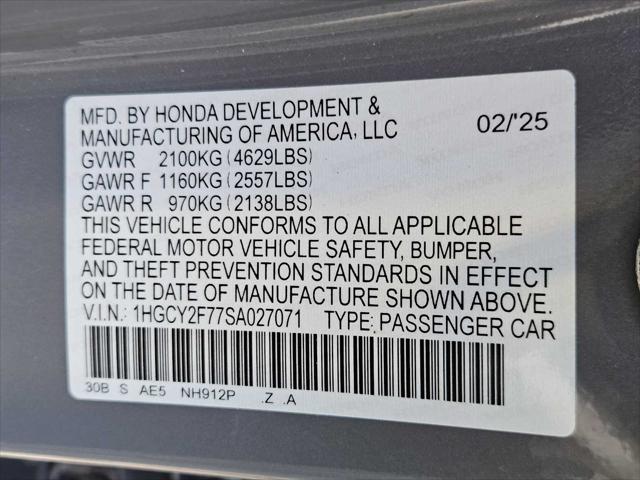 MFD. BY HONDA DEVELOPMENT &
MANUFACTURING OF AMERICA, LLC 02/'25
GVWR 2100KG (4629LBS)
GAWR F 1160KG (2557LBS)
GAWR R 970KG (2138LBS)
THIS VEHICLE CONFORMS TO ALL APPLICABLE
FEDERAL MOTOR VEHICLE SAFETY, BUMPER,
AND THEFT PREVENTION STANDARDS IN EFFECT
ON THE DATE OF MANUFACTURE SHOWN ABOVE.
V.I.N.: 1HGCY2F77SA027071 TYPE: PASSENGER CAR
30B S AE5 NH912P .Z .A